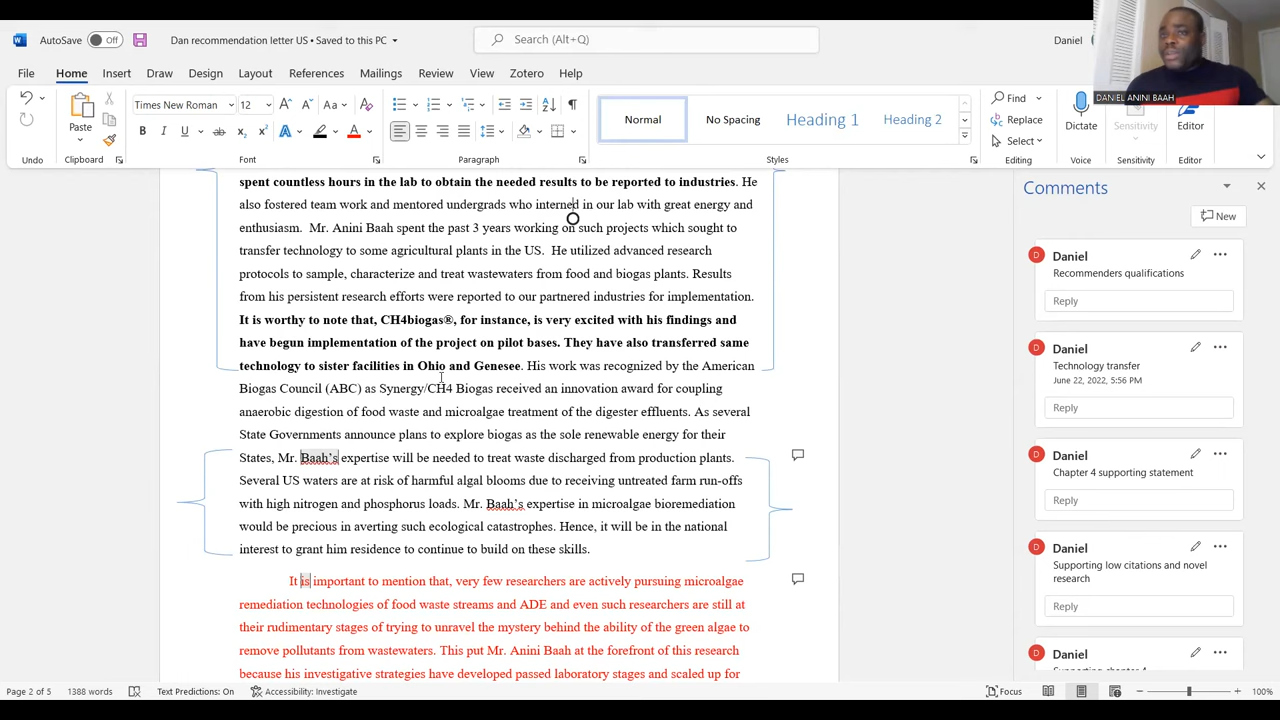 AutoSave
Off
Dan recommendation letter US • Saved to this PC
Search (Alt+Q)
Daniel
DANIEL ANINI BAAH
File
Home
Insert
Draw
Design
Layout
References
Mailings
Review
View
Zotero
Help
Undo
Paste
Clipboard
Times New Roman
12
Font
Paragraph
Normal
No Spacing
Heading 1
Heading 2
Styles
Find
Replace
Select
Editing
Dictate
Voice
Sensitivity
Sensitivity
Editor
Editor
spent countless hours in the lab to obtain the needed results to be reported to industries. He
also fostered team work and mentored undergrads who interned in our lab with great energy and
enthusiasm. Mr. Anini Baah spent the past 3 years working on such projects which sought to
transfer technology to some agricultural plants in the US. He utilized advanced research
protocols to sample, characterize and treat wastewaters from food and biogas plants. Results
from his persistent research efforts were reported to our partnered industries for implementation.
It is worthy to note that, CH4biogas®, for instance, is very excited with his findings and
have begun implementation of the project on pilot bases. They have also transferred same
technology to sister facilities in Ohio and Genesee. His work was recognized by the American
Biogas Council (ABC) as Synergy/CH4 Biogas received an innovation award for coupling
anaerobic digestion of food waste and microalgae treatment of the digester effluents. As several
State Governments announce plans to explore biogas as the sole renewable energy for their
States, Mr. Baah's expertise will be needed to treat waste discharged from production plants.
Several US waters are at risk of harmful algal blooms due to receiving untreated farm run-offs
with high nitrogen and phosphorus loads. Mr. Baah's expertise in microalgae bioremediation
would be precious in averting such ecological catastrophes. Hence, it will be in the national
interest to grant him residence to continue to build on these skills.
It is important to mention that, very few researchers are actively pursuing microalgae
remediation technologies of food waste streams and ADE and even such researchers are still at
their rudimentary stages of trying to unravel the mystery behind the ability of the green algae to
remove pollutants from wastewaters. This put Mr. Anini Baah at the forefront of this research
because his investigative strategies have developed passed laboratory stages and scaled up for
Comments
New
D Daniel
Recommenders qualifications
Reply
D Daniel
Technology transfer
June 22, 2022, 5:56 PM
Reply
D Daniel
Chapter 4 supporting statement
Reply
D Daniel
Supporting low citations and novel
research
Reply
D Daniel
Supporting chapter 4
Page 2 of 5
1388 words
Text Predictions: On
Accessibility: Investigate
Focus
100%